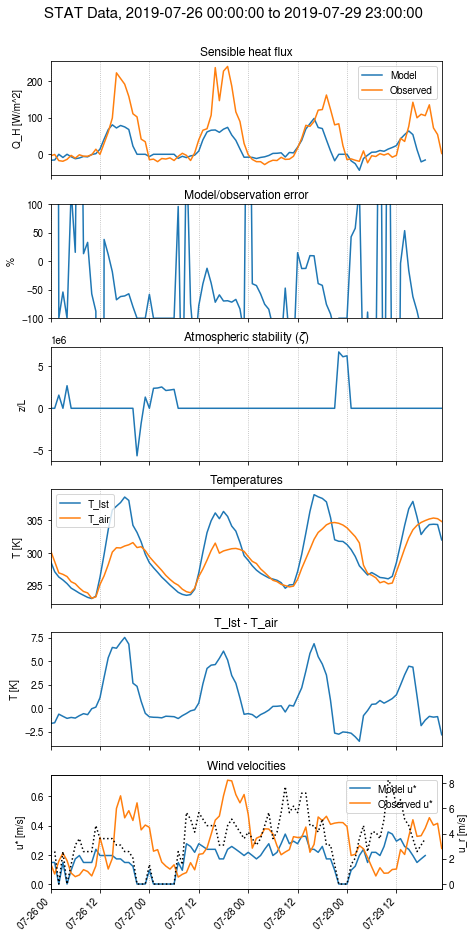 STAT Data, 2019-07-26 00:00:00 to 2019-07-29 23:00:00
Sensible heat flux
Q_H [W/m^2]
200
100
0
Model
Observed
Model/observation error
%
100
50
0
−50
−100
Atmospheric stability (ζ)
1e6
z/L
5
0
−5
Temperatures
T [K]
305
300
295
T_lst
T_air
T_lst - T_air
T [K]
7.5
5.0
2.5
0.0
−2.5
Wind velocities
u* [m/s]
0.6
0.4
0.2
0.0
Model u*
Observed u*
8
6
4
2
0
u_r [m/s]
07-26 00
07-26 12
07-27 00
07-27 12
07-28 00
07-28 12
07-29 00
07-29 12